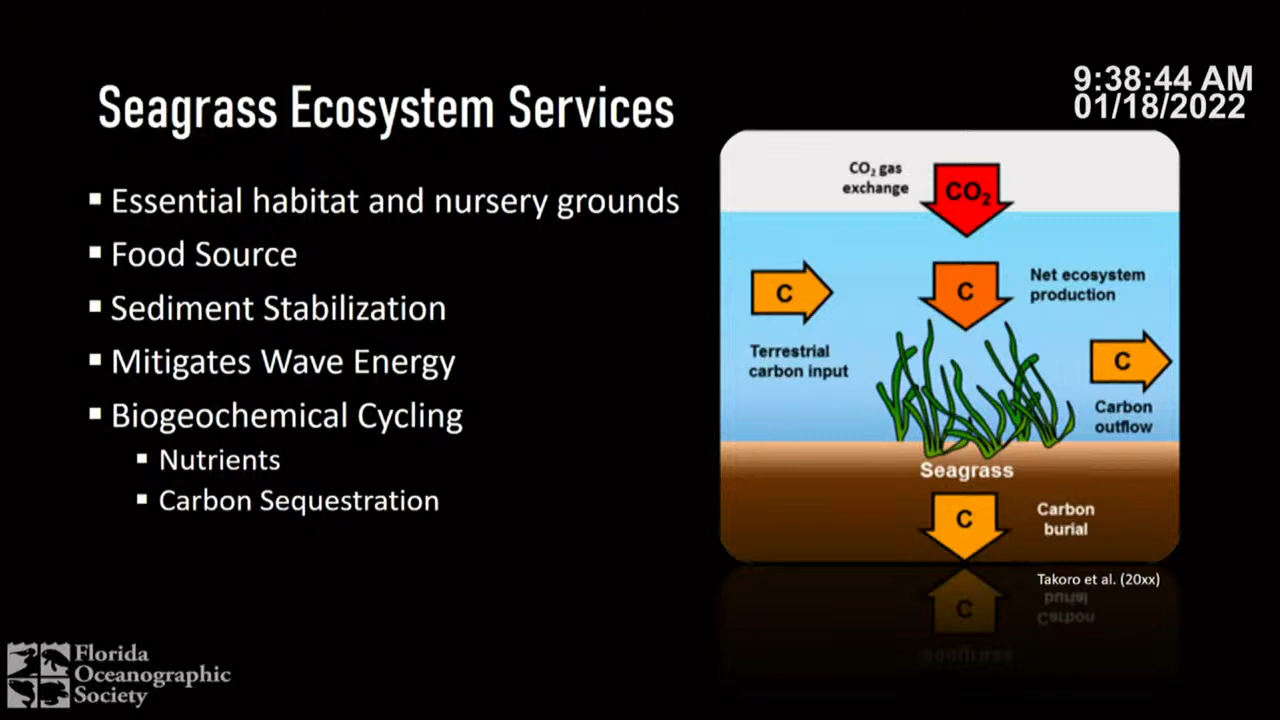 9:38:44 AM
01/18/2022
Seagrass Ecosystem Services
Essential habitat and nursery grounds
Food Source
Sediment Stabilization
Mitigates Wave Energy
Biogeochemical Cycling
Nutrients
Carbon Sequestration
CO₂ gas
exchange
CO₂
C
Terrestrial
carbon input
C
Net ecosystem
production
C
Carbon
outflow
Seagrass
C
Carbon
burial
Takoro et al. (20xx)
Florida
Oceanographic
Society